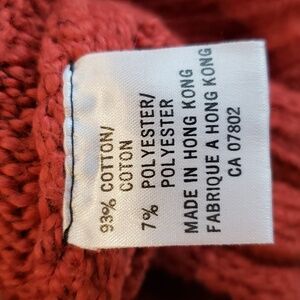 93% COTTON/
COTON
7% POLYESTER/
POLYESTER
MADE IN HONG KONG
FABRIQUE A HONG KONG
CA 07802